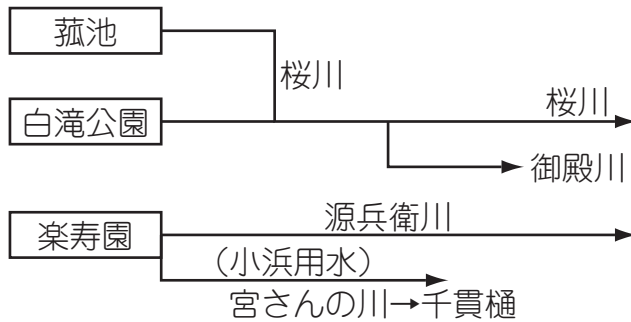 菰池
桜川
白滝公園
桜川
御殿川
楽寿園
源兵衛川
（小浜用水）
宮さんの川→千貫樋